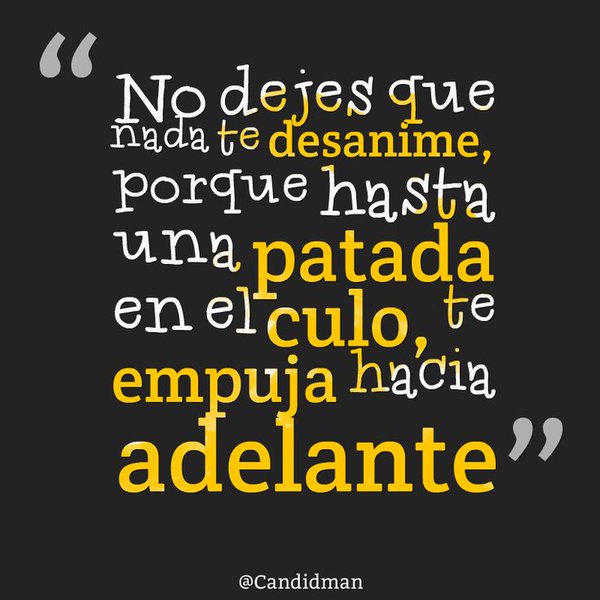 “
No dejes que
nada te desanime,
porque hasta
una patada
en el culo, te
empuja hacia
adelante
”
@Candidman